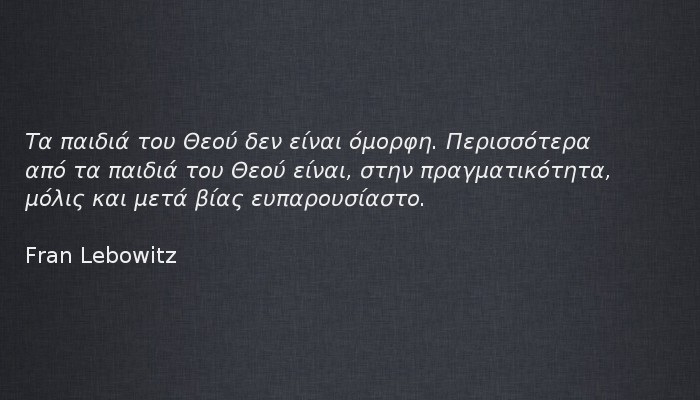 Τα παιδιά του Θεού δεν είναι όμορφη. Περισσότερα
από τα παιδιά του Θεού είναι, στην πραγματικότητα,
μόλις και μετά βίας ευπαρουσίαστο.
Fran Lebowitz